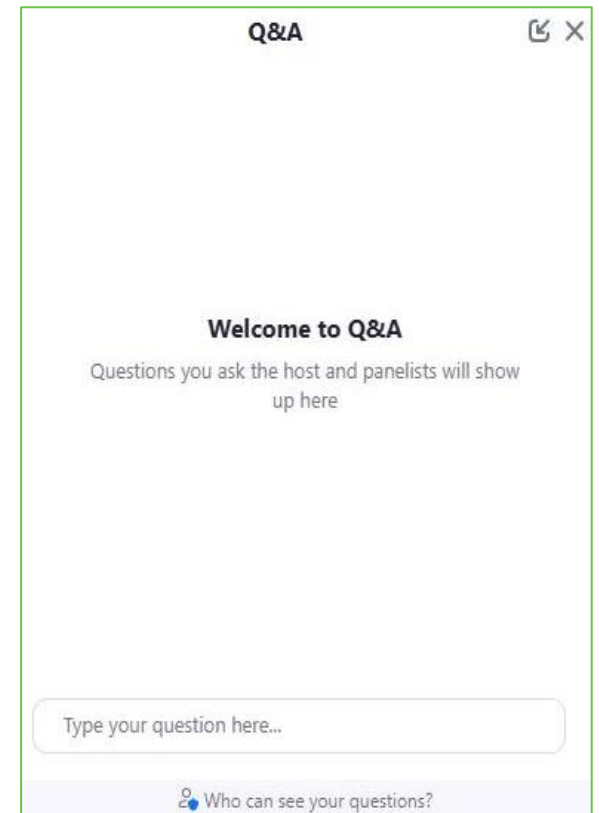 Q&A
Welcome to Q&A
Questions you ask the host and panelists will show
up here
Type your question here...
Who can see your questions?